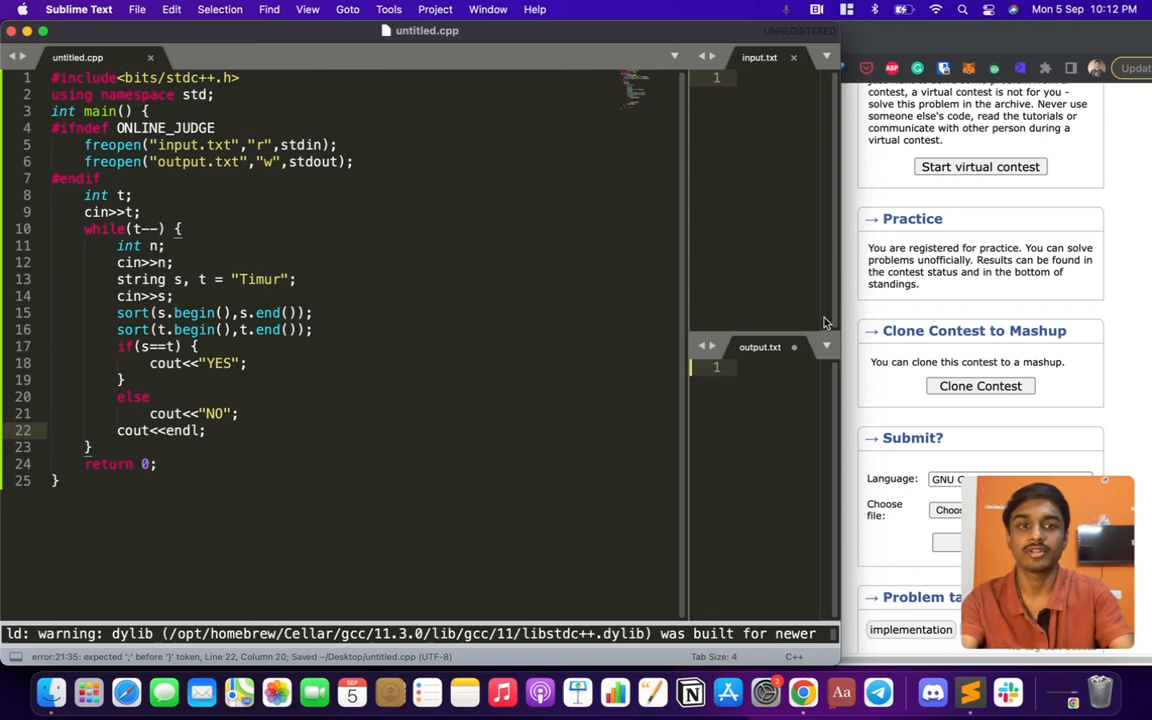 Sublime Text File Edit Selection Find View Goto Tools Project Window Help
Mon 5 Sep 10:12 PM
untitled.cpp
UNREGISTERED
untitled.cpp
1 #include<bits/stdc++.h>
2 using namespace std;
3 int main() {
4 #ifndef ONLINE_JUDGE
5 freopen("input.txt","r",stdin);
6 freopen("output.txt","w",stdout);
7 #endif
8 int t;
9 cin>>t;
10 while(t--) {
11 int n;
12 cin>>n;
13 string s, t = "Timur";
14 cin>>s;
15 sort(s.begin(),s.end());
16 sort(t.begin(),t.end());
17 if(s==t) {
18 cout<<"YES";
19 }
20 else
21 cout<<"NO";
22 cout<<endl;
23 }
24 return 0;
25 }
input.txt
1
output.txt
1
ABP
Updat
contest, a virtual contest is not for you -
solve this problem in the archive. Never use
someone else's code, read the tutorials or
communicate with other person during a
virtual contest.
Start virtual contest
→ Practice
You are registered for practice. You can solve
problems unofficially. Results can be found in
the contest status and in the bottom of
standings.
→ Clone Contest to Mashup
You can clone this contest to a mashup.
Clone Contest
→ Submit?
Language: GNU G
Choose
file:
Choo
→ Problem ta
implementation
ld: warning: dylib (/opt/homebrew/Cellar/gcc/11.3.0/lib/gcc/11/libstdc++.dylib) was built for newer
error:21:35: expected ';' before '}' token, Line 22, Column 20; Saved ~/Desktop/untitled.cpp (UTF-8)
Tab Size: 4
C++
SEP
5
Aa
2